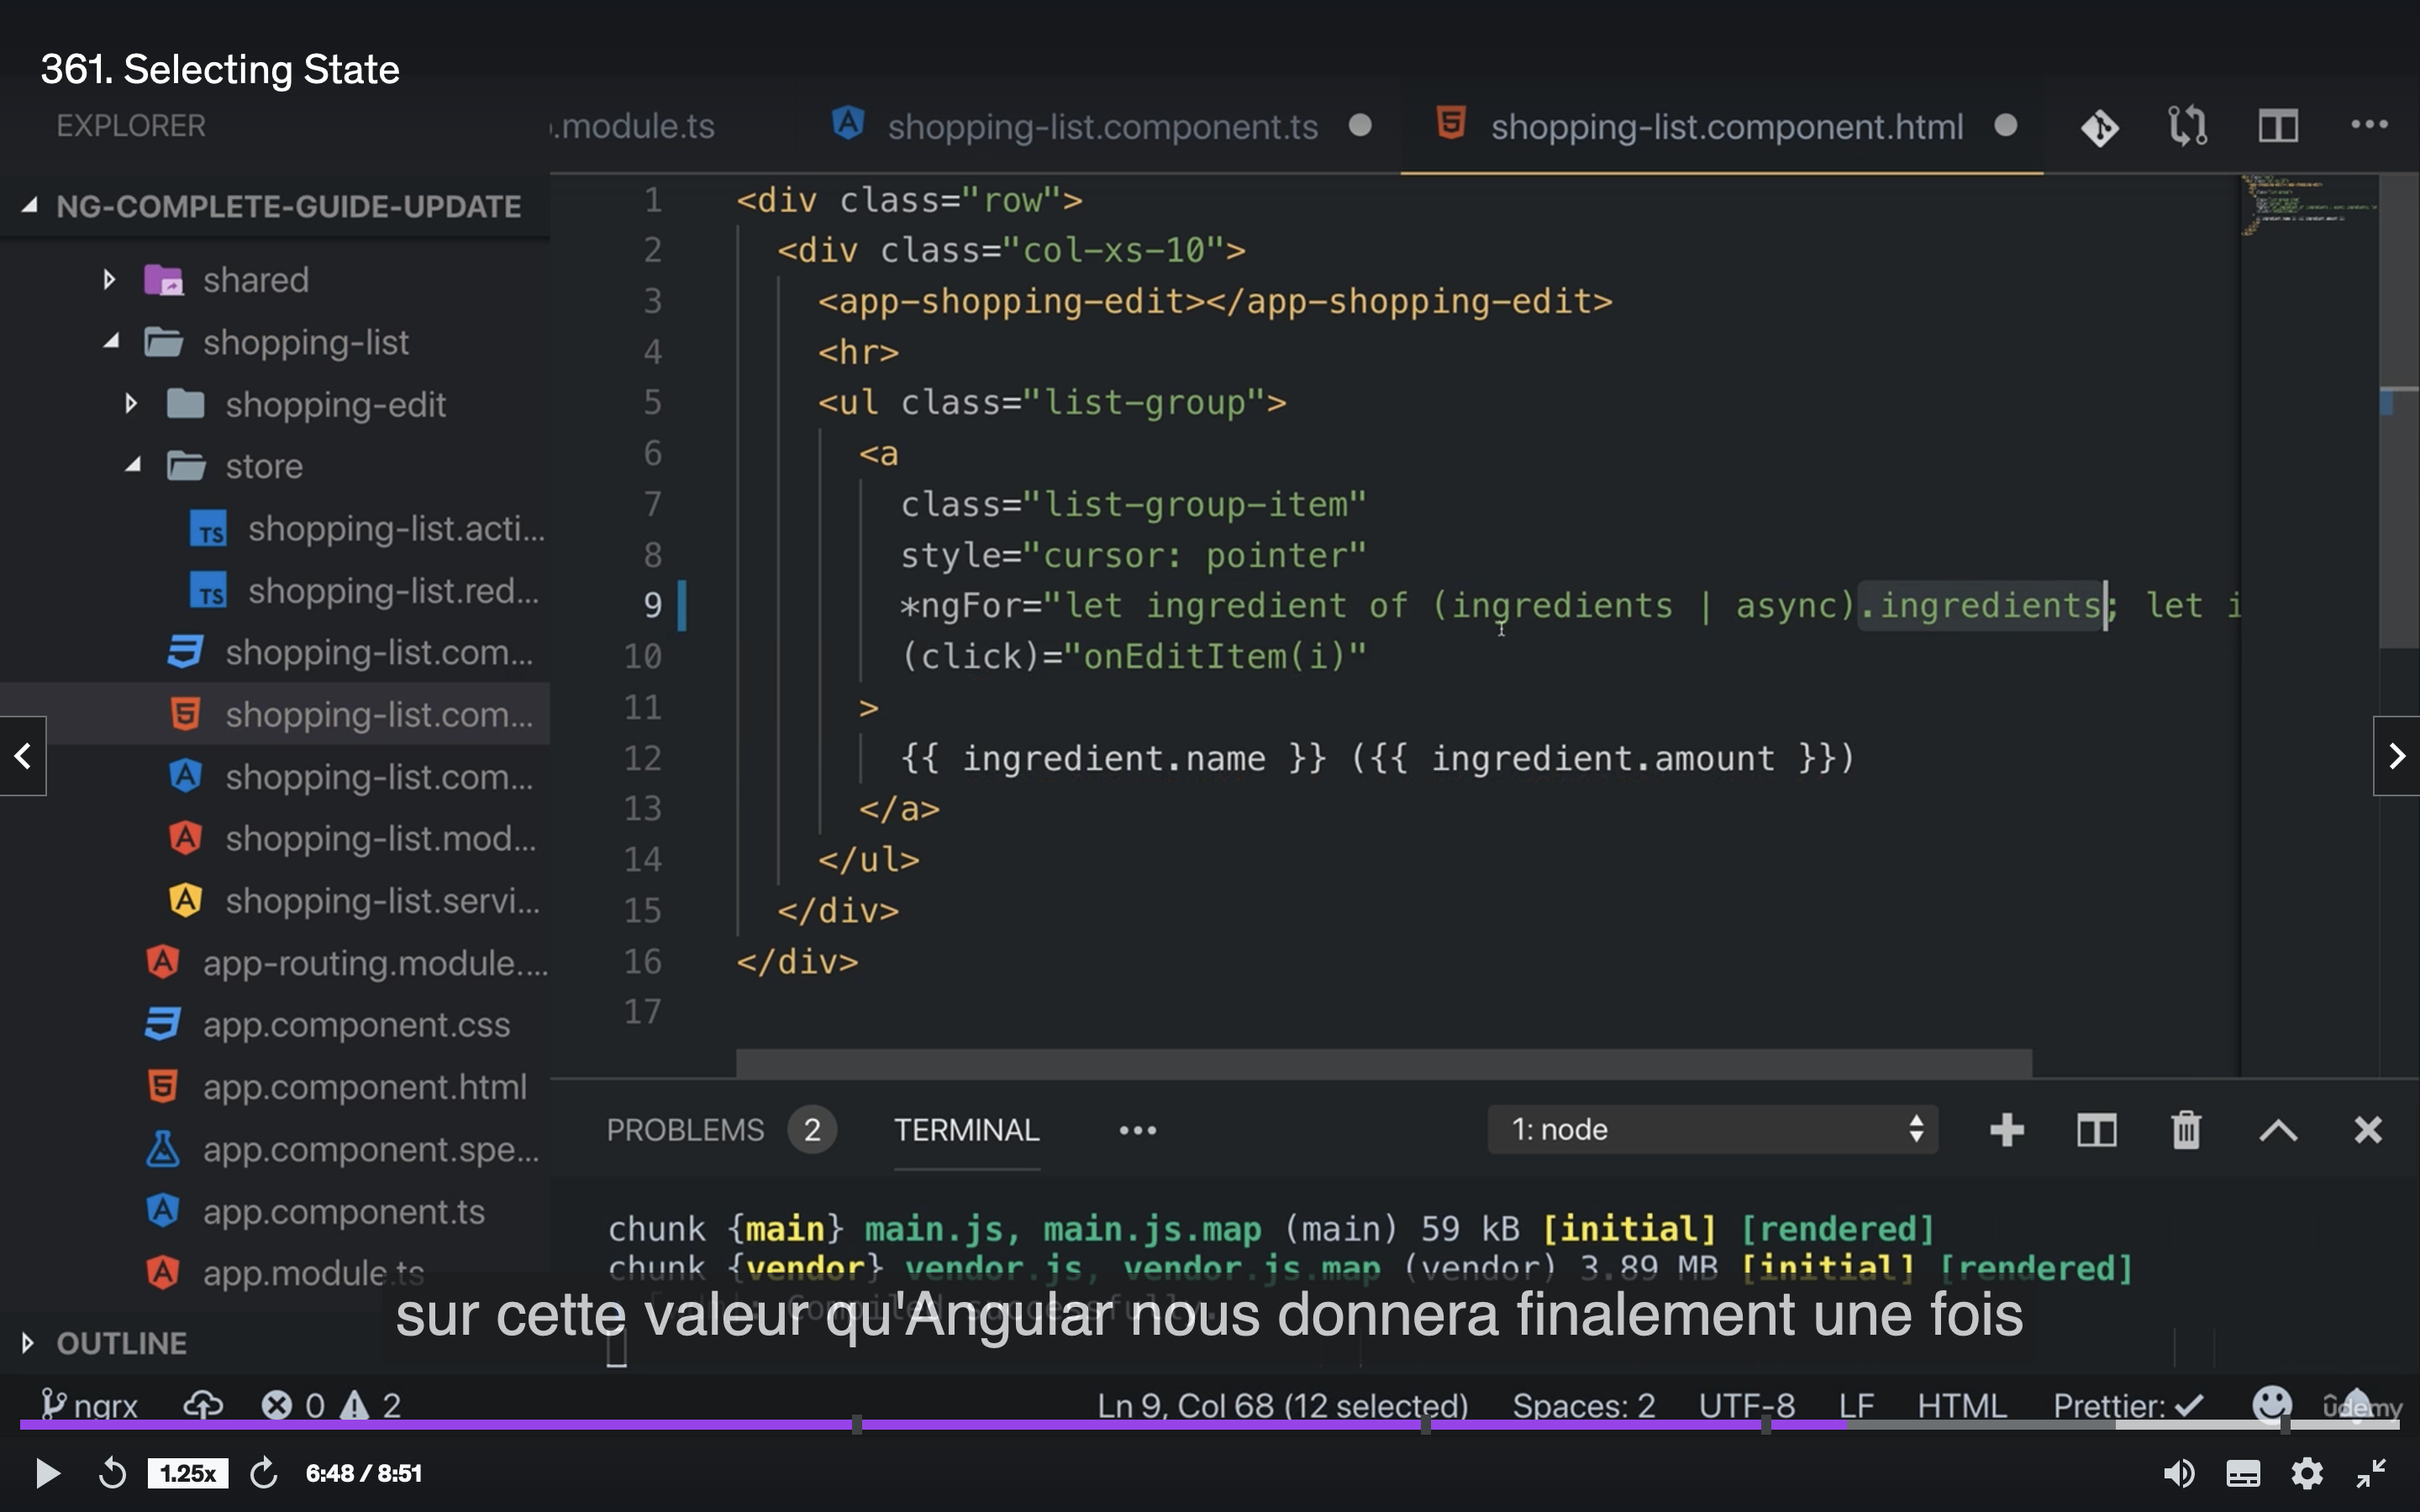 361. Selecting State
EXPLORER
.module.ts
shopping-list.component.ts
shopping-list.component.html
NG-COMPLETE-GUIDE-UPDATE
shared
shopping-list
shopping-edit
store
shopping-list.acti...
shopping-list.red...
shopping-list.com...
shopping-list.com...
shopping-list.com...
shopping-list.mod...
shopping-list.servi...
app-routing.module....
app.component.css
app.component.html
app.component.spe...
app.component.ts
app.module.ts
OUTLINE
1 <div class="row">
2 <div class="col-xs-10">
3 <app-shopping-edit></app-shopping-edit>
4 <hr>
5 <ul class="list-group">
6 <a
7 class="list-group-item"
8 style="cursor: pointer"
9 *ngFor="let ingredient of (ingredients | async).ingredients; let i
10 (click)="onEditItem(i)"
11 >
12 {{ ingredient.name }} ({{ ingredient.amount }})
13 </a>
14 </ul>
15 </div>
16 </div>
17
PROBLEMS 2 TERMINAL ••• 1: node
chunk {main} main.js, main.js.map (main) 59 kB [initial] [rendered]
chunk {vendor} vendor.js, vendor.js.map (vendor) 3.89 MB [initial] [rendered]
: Compiled successfully.
sur cette valeur qu'Angular nous donnera finalement une fois
ngrx 0 2 Ln 9, Col 68 (12 selected) Spaces: 2 UTF-8 LF HTML Prettier: ✓
ûdemy
1.25x 6:48 / 8:51